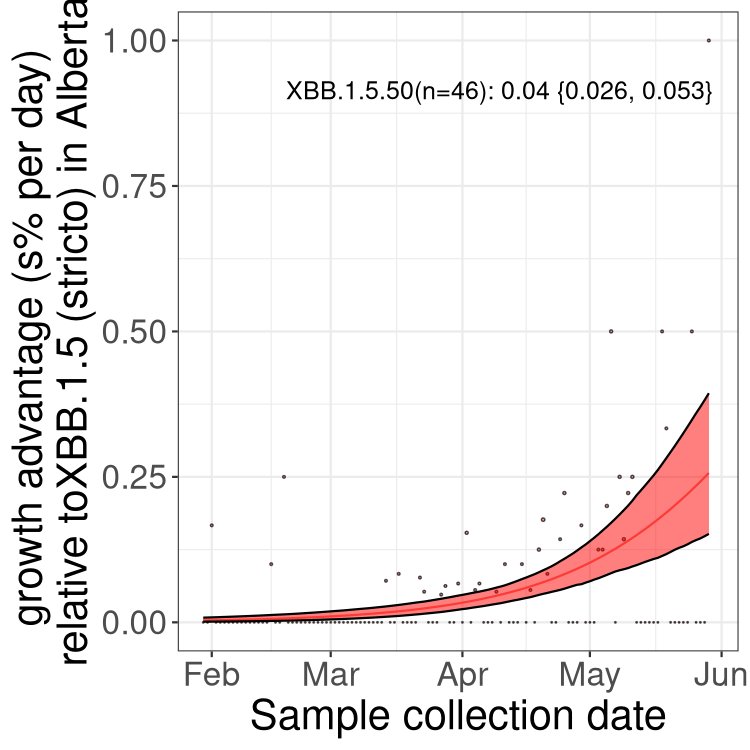 growth advantage (s% per day)
relative toXBB.1.5 (stricto) in Alberta
1.00
0.75
0.50
0.25
0.00
XBB.1.5.50(n=46): 0.04 {0.026, 0.053}
Feb Mar Apr May Jun
Sample collection date